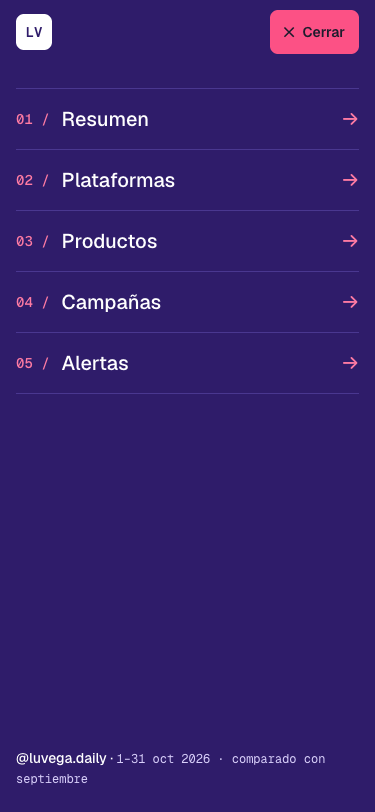 LV
Cerrar
01 / Resumen
02 / Plataformas
03 / Productos
04 / Campañas
05 / Alertas
@luvega.daily · 1–31 oct 2026 · comparado con
septiembre